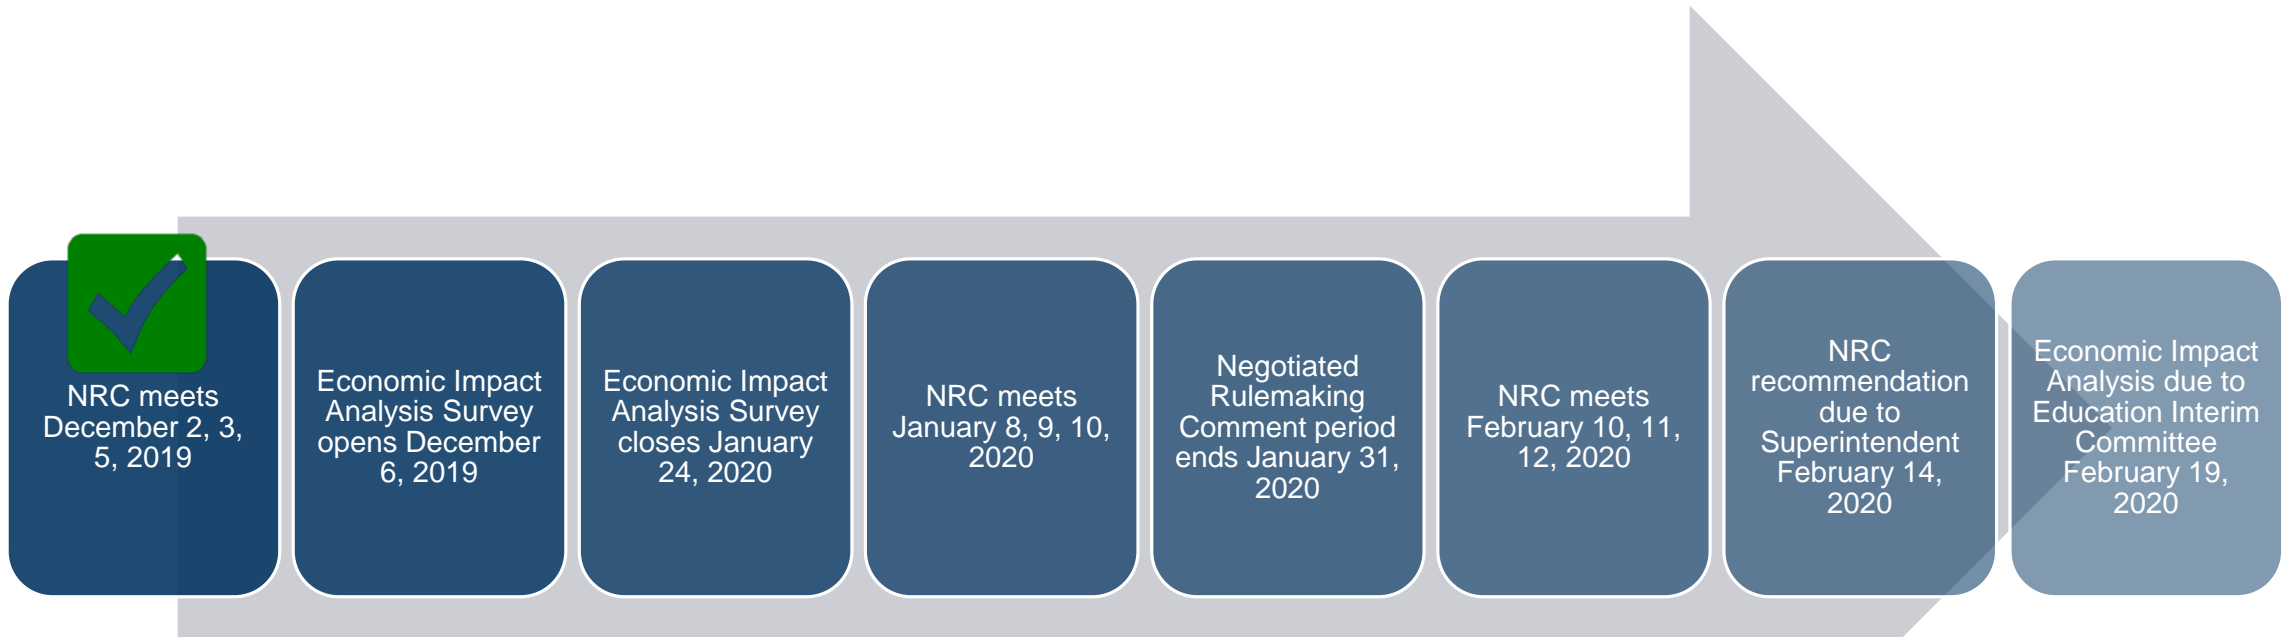 NRC meets
December 2, 3,
5, 2019
Economic Impact
Analysis Survey
opens December
6, 2019
Economic Impact
Analysis Survey
closes January
24, 2020
NRC meets
January 8, 9, 10,
2020
Negotiated
Rulemaking
Comment period
ends January 31,
2020
NRC meets
February 10, 11,
12, 2020
NRC
recommendation
due to
Superintendent
February 14,
2020
Economic Impact
Analysis due to
Education Interim
Committee
February 19,
2020